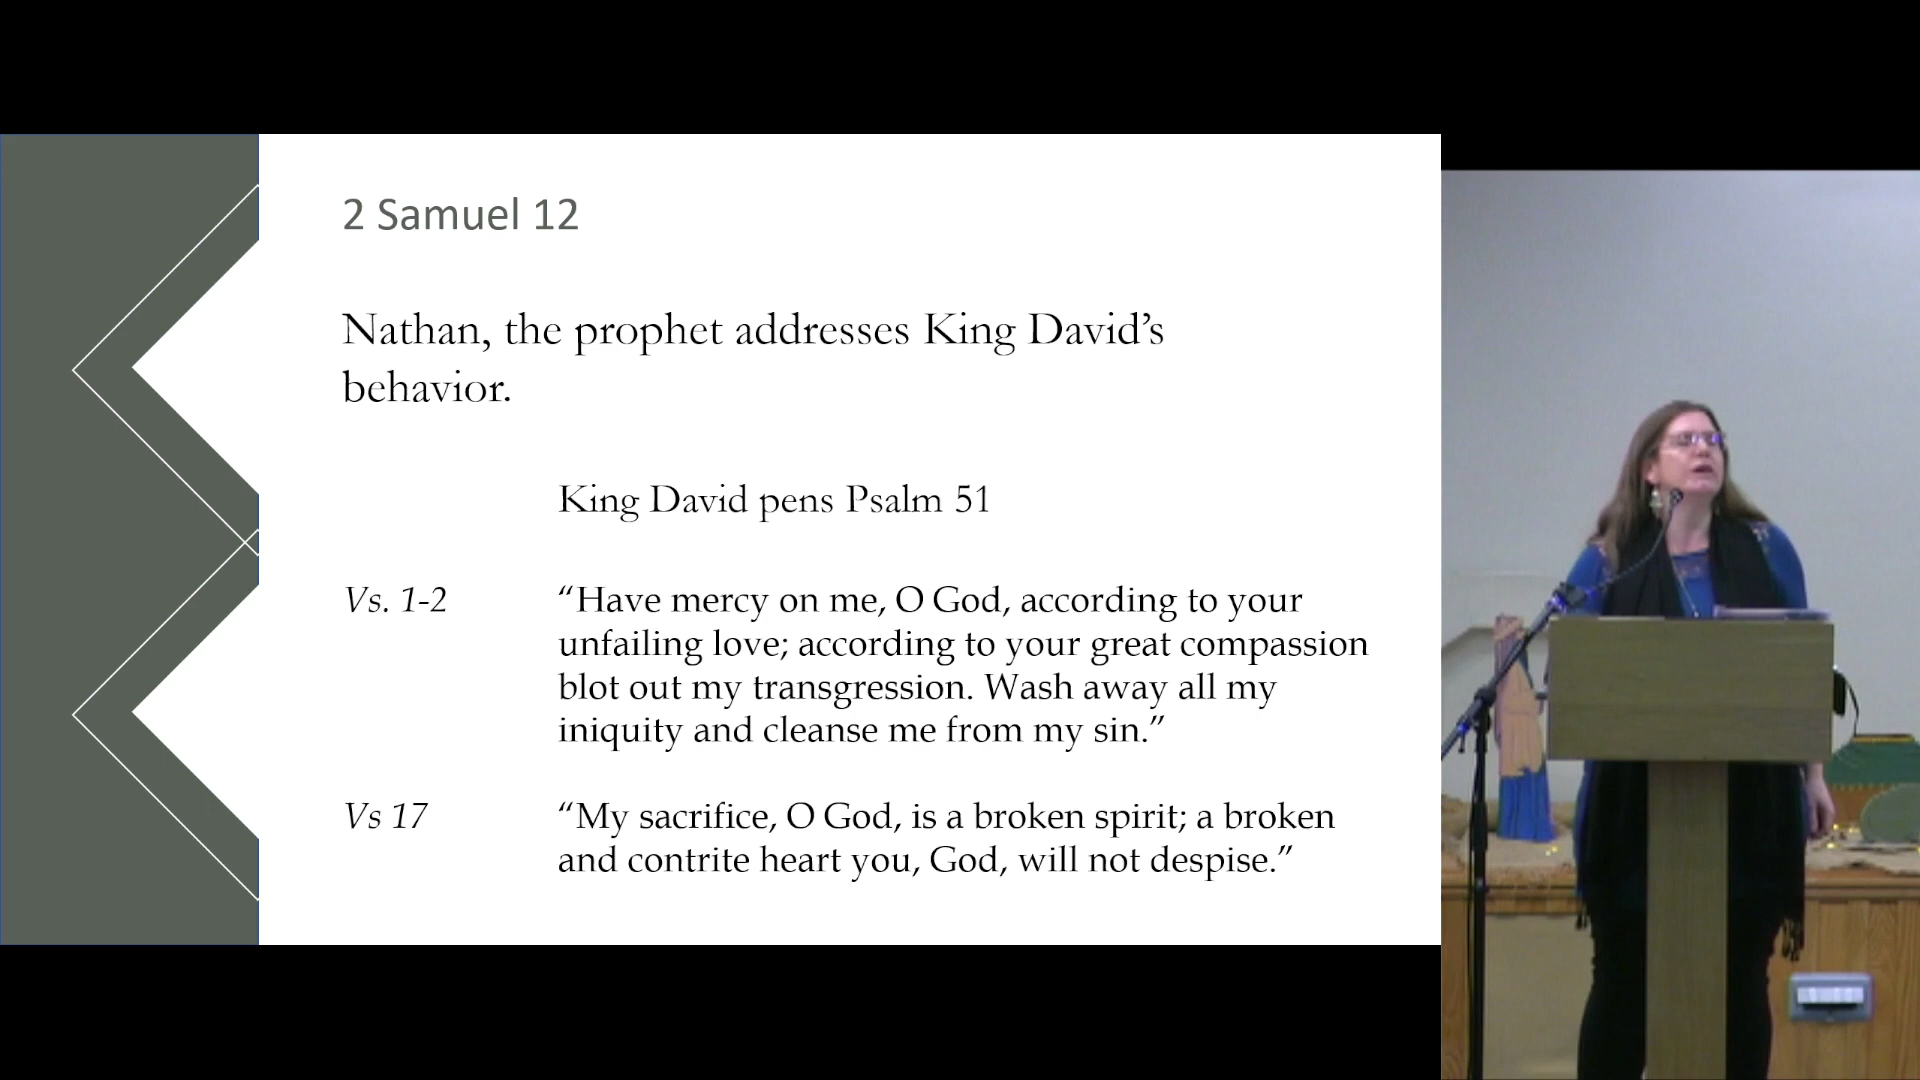 2 Samuel 12
Nathan, the prophet addresses King David’s
behavior.
King David pens Psalm 51
Vs. 1-2
“Have mercy on me, O God, according to your
unfailing love; according to your great compassion
blot out my transgression. Wash away all my
iniquity and cleanse me from my sin.”
Vs 17
“My sacrifice, O God, is a broken spirit; a broken
and contrite heart you, God, will not despise.”